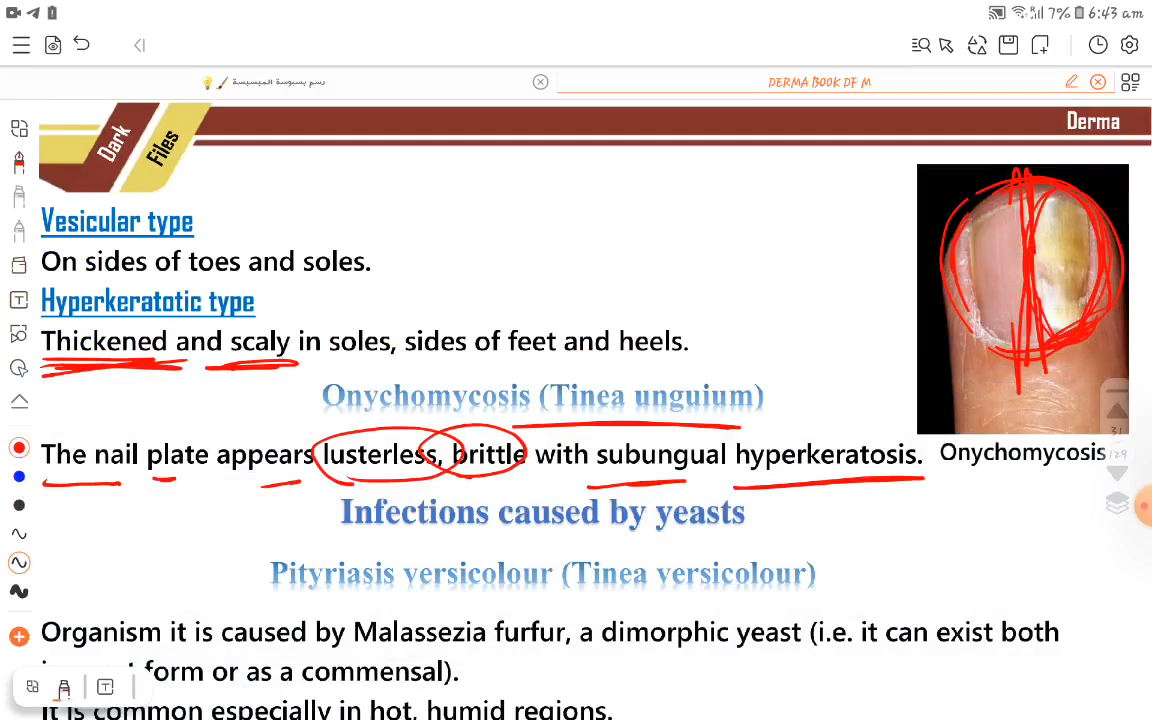 7% 6:43 am
رسم بسبوسة المبسبسة
DERMA BOOK DF M
Dark
Files
Derma
Vesicular type
On sides of toes and soles.
Hyperkeratotic type
Thickened and scaly in soles, sides of feet and heels.
Onychomycosis (Tinea unguium)
The nail plate appears lusterless, brittle with subungual hyperkeratosis.
Onychomycosis
31
129
Infections caused by yeasts
Pityriasis versicolour (Tinea versicolour)
Organism it is caused by Malassezia furfur, a dimorphic yeast (i.e. it can exist both
form or as a commensal).
It is common especially in hot, humid regions.